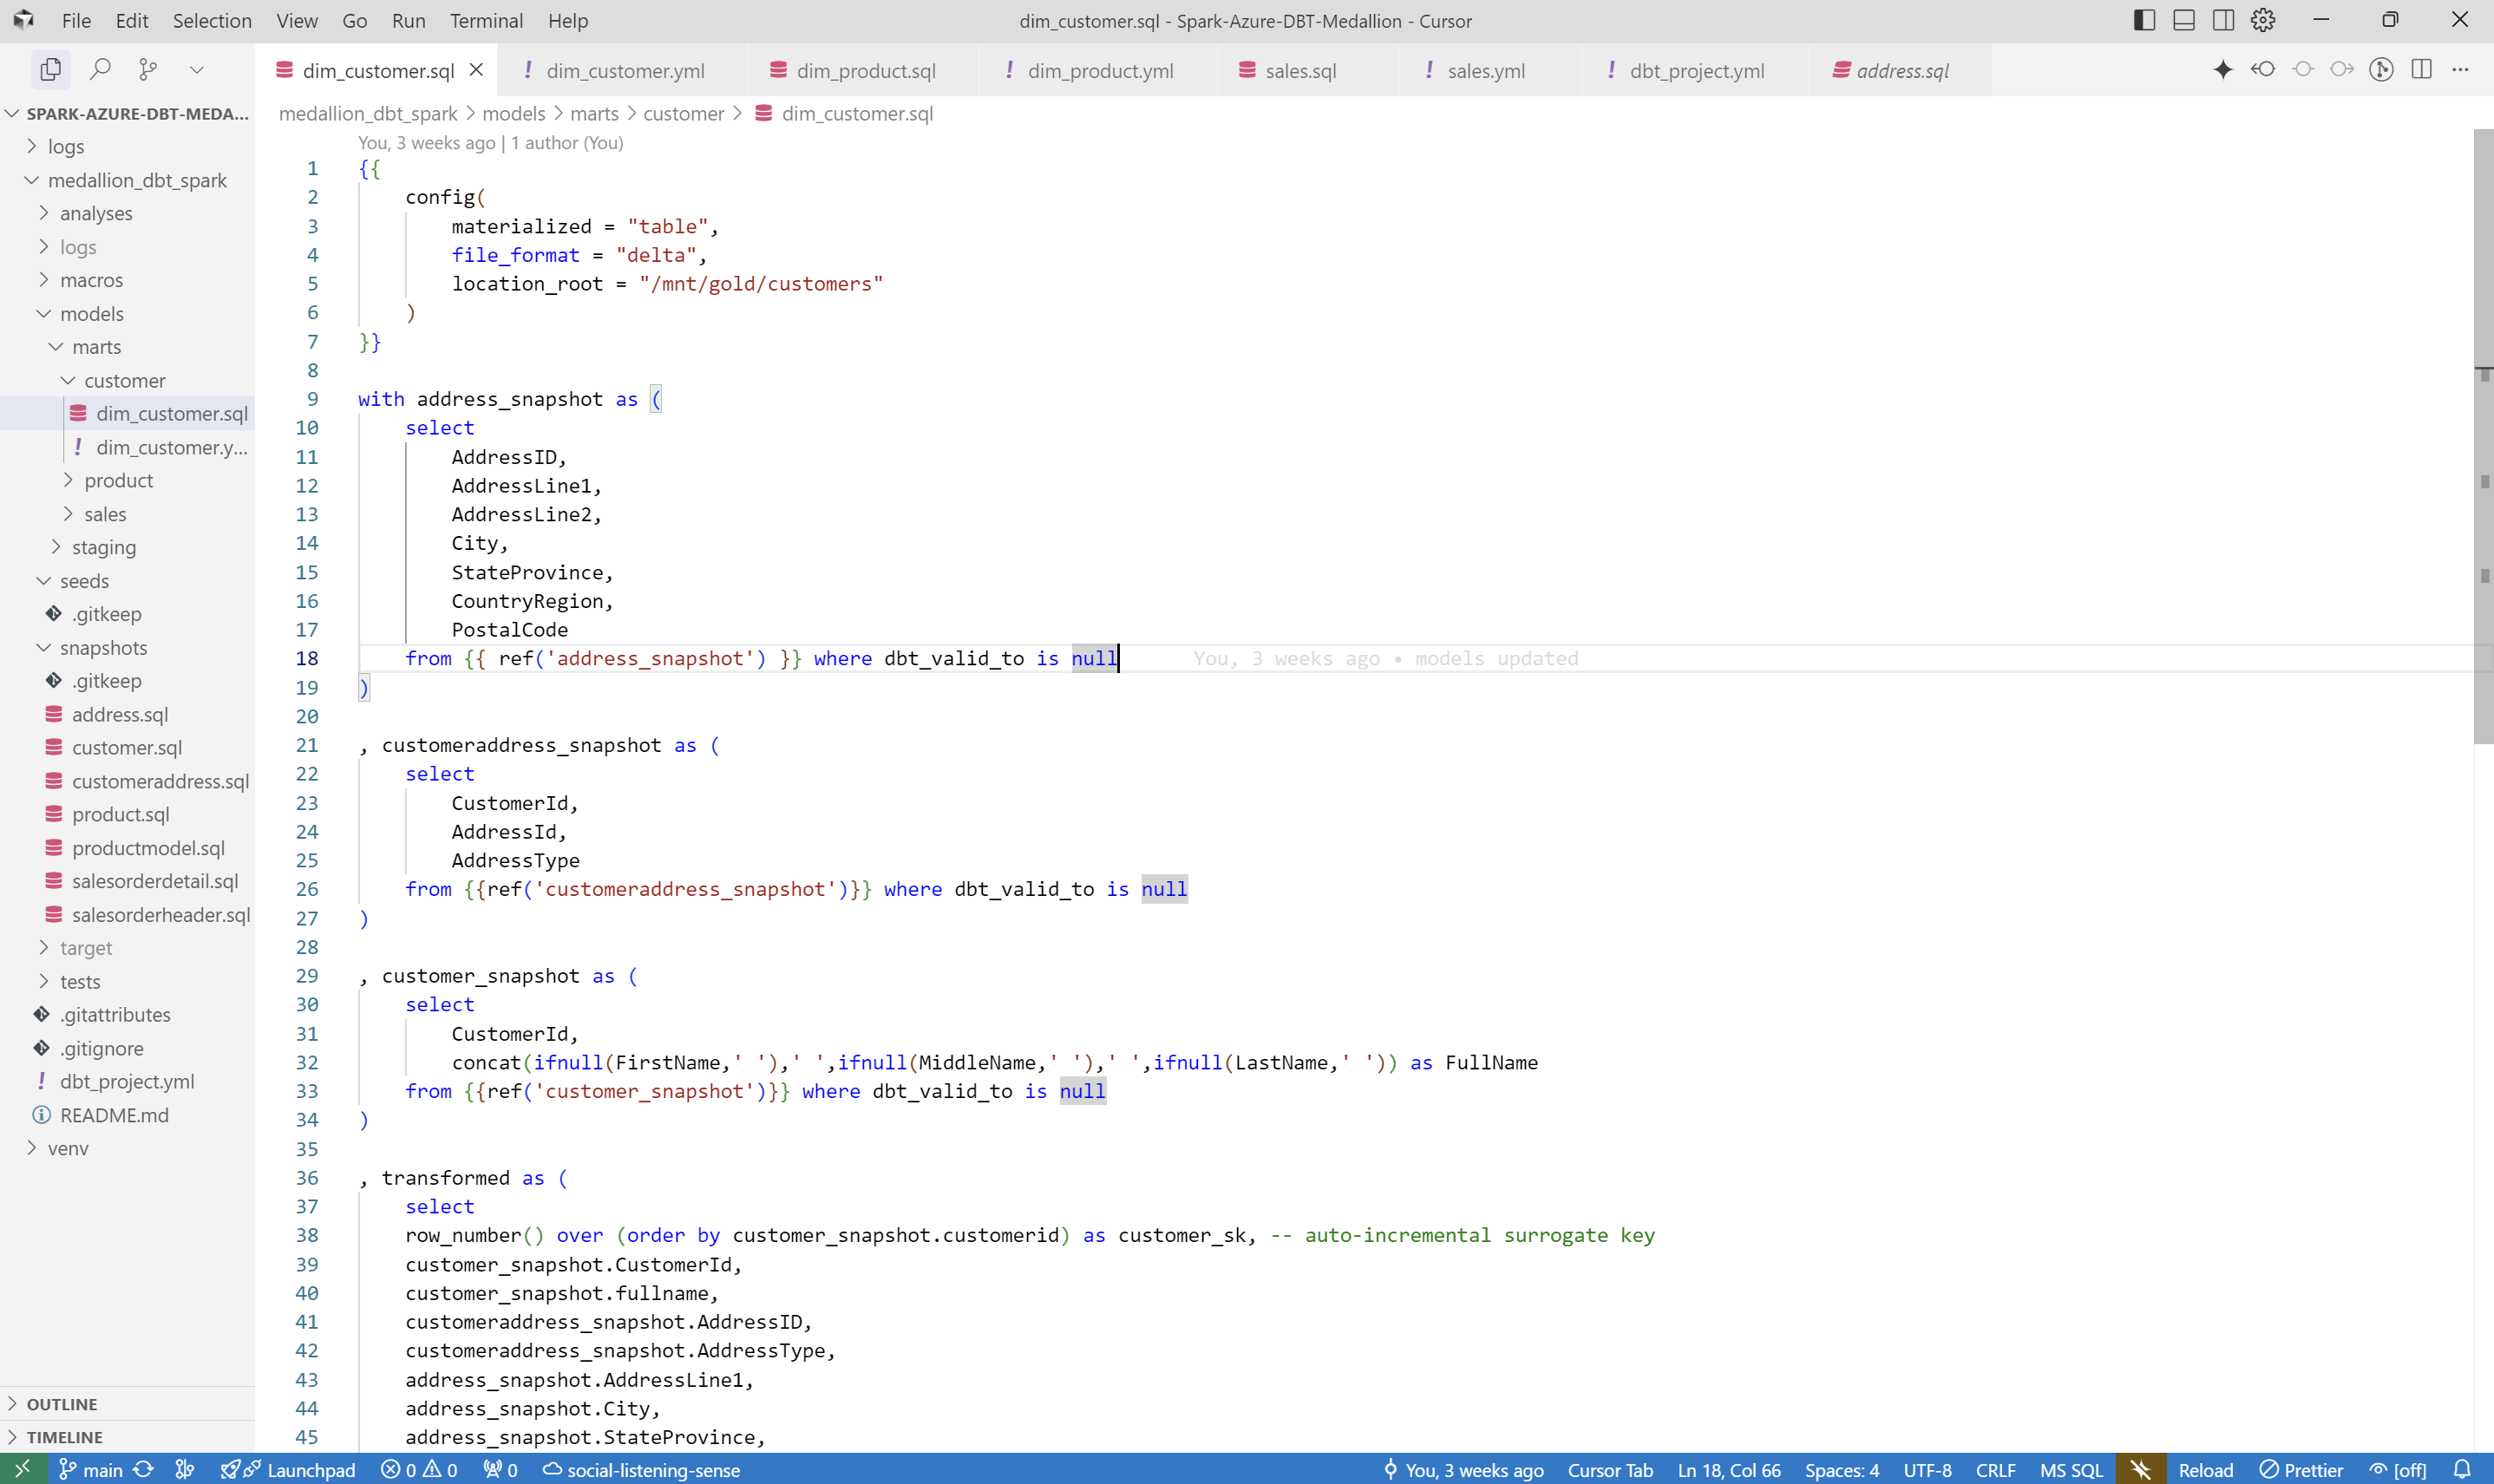 File Edit Selection View Go Run Terminal Help
dim_customer.sql - Spark-Azure-DBT-Medallion - Cursor
dim_customer.sql
! dim_customer.yml
dim_product.sql
! dim_product.yml
sales.sql
! sales.yml
! dbt_project.yml
address.sql
SPARK-AZURE-DBT-MEDA...
logs
medallion_dbt_spark
analyses
logs
macros
models
marts
customer
dim_customer.sql
! dim_customer.y...
product
sales
staging
seeds
.gitkeep
snapshots
.gitkeep
address.sql
customer.sql
customeraddress.sql
product.sql
productmodel.sql
salesorderdetail.sql
salesorderheader.sql
target
tests
.gitattributes
.gitignore
! dbt_project.yml
README.md
venv
OUTLINE
TIMELINE
medallion_dbt_spark > models > marts > customer > dim_customer.sql
You, 3 weeks ago | 1 author (You)
1 {{
2 config(
3 materialized = "table",
4 file_format = "delta",
5 location_root = "/mnt/gold/customers"
6 )
7 }}
8
9 with address_snapshot as (
10 select
11 AddressID,
12 AddressLine1,
13 AddressLine2,
14 City,
15 StateProvince,
16 CountryRegion,
17 PostalCode
18 from {{ ref('address_snapshot') }} where dbt_valid_to is null You, 3 weeks ago • models updated
19 )
20
21 , customeraddress_snapshot as (
22 select
23 CustomerId,
24 AddressId,
25 AddressType
26 from {{ref('customeraddress_snapshot')}} where dbt_valid_to is null
27 )
28
29 , customer_snapshot as (
30 select
31 CustomerId,
32 concat(ifnull(FirstName,' '),' ',ifnull(MiddleName,' '),' ',ifnull(LastName,' ')) as FullName
33 from {{ref('customer_snapshot')}} where dbt_valid_to is null
34 )
35
36 , transformed as (
37 select
38 row_number() over (order by customer_snapshot.customerid) as customer_sk, -- auto-incremental surrogate key
39 customer_snapshot.CustomerId,
40 customer_snapshot.fullname,
41 customeraddress_snapshot.AddressID,
42 customeraddress_snapshot.AddressType,
43 address_snapshot.AddressLine1,
44 address_snapshot.City,
45 address_snapshot.StateProvince,
main Launchpad 0 0 0 social-listening-sense You, 3 weeks ago Cursor Tab Ln 18, Col 66 Spaces: 4 UTF-8 CRLF MS SQL Reload Prettier [off]